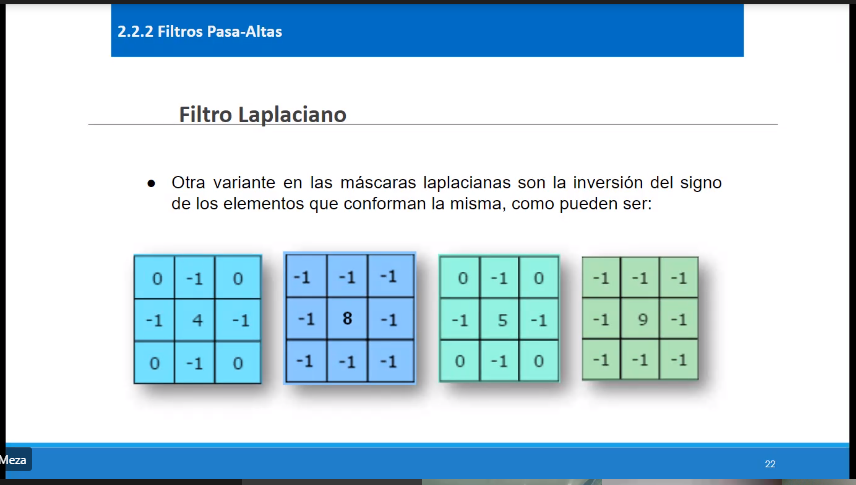 2.2.2 Filtros Pasa-Altas
Filtro Laplaciano
● Otra variante en las máscaras laplacianas son la inversión del signo
de los elementos que conforman la misma, como pueden ser:
0 -1 0
-1 4 -1
0 -1 0
-1 -1 -1
-1 8 -1
-1 -1 -1
0 -1 0
-1 5 -1
0 -1 0
-1 -1 -1
-1 9 -1
-1 -1 -1
Meza
22